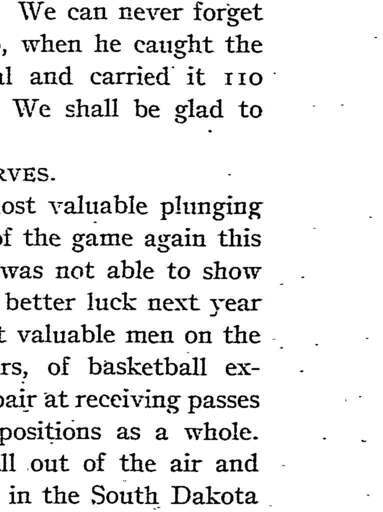 We can never forget
, when he caught the
and carried it 110
We shall be glad to
RVES.
ost valuable plunging
of the game again this
was not able to show
better luck next year
t valuable men on the
rs, of basketball ex-
pair at receiving passes
positions as a whole.
ll out of the air and
in the South Dakota